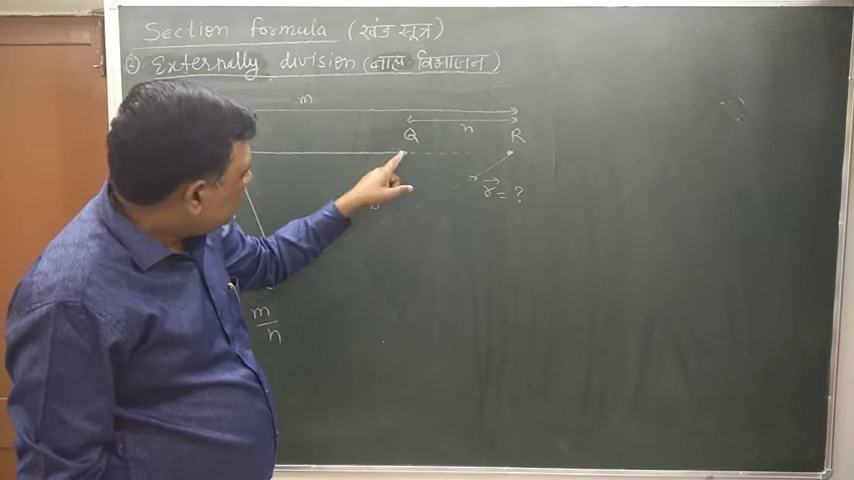 Section formula (खंड सूत्र)
② Externally division (बाह्य विभाजन)
m
n
Q R
r⃗ = ?
m
n